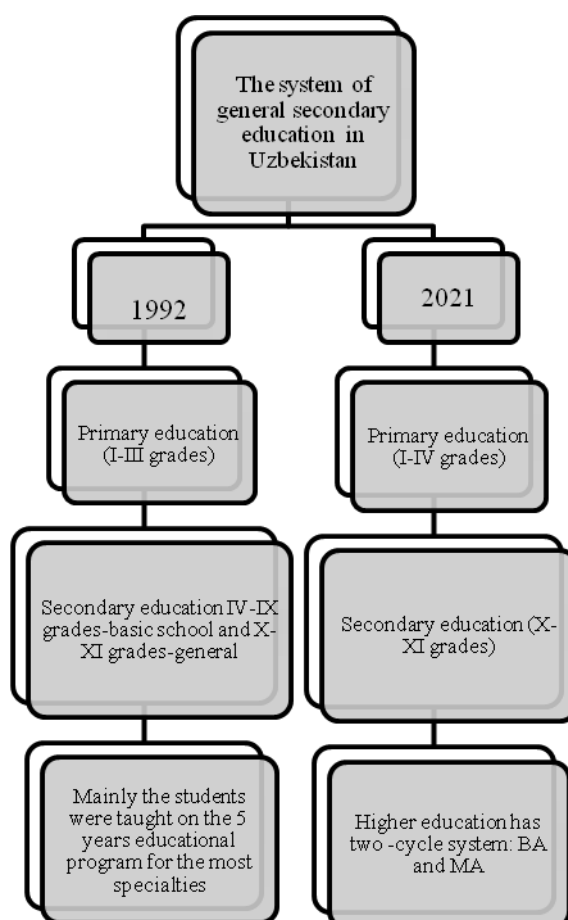 The system of
general secondary
education in
Uzbekistan
1992
2021
Primary education
(I-III grades)
Primary education
(I-IV grades)
Secondary education IV-IX
grades-basic school and X-
XI grades-general
Secondary education (X-
XI grades)
Mainly the students
were taught on the 5
years educational
program for the most
specialties
Higher education has
two -cycle system: BA
and MA